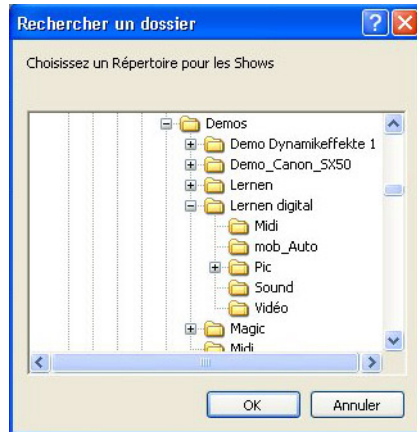 Rechercher un dossier
Choisissez un Répertoire pour les Shows
Demos
Demo Dynamikeffekte 1
Demo_Canon_SX50
Lernen
Lernen digital
Midi
mob_Auto
Pic
Sound
Vidéo
Magic
Midi
OK Annuler